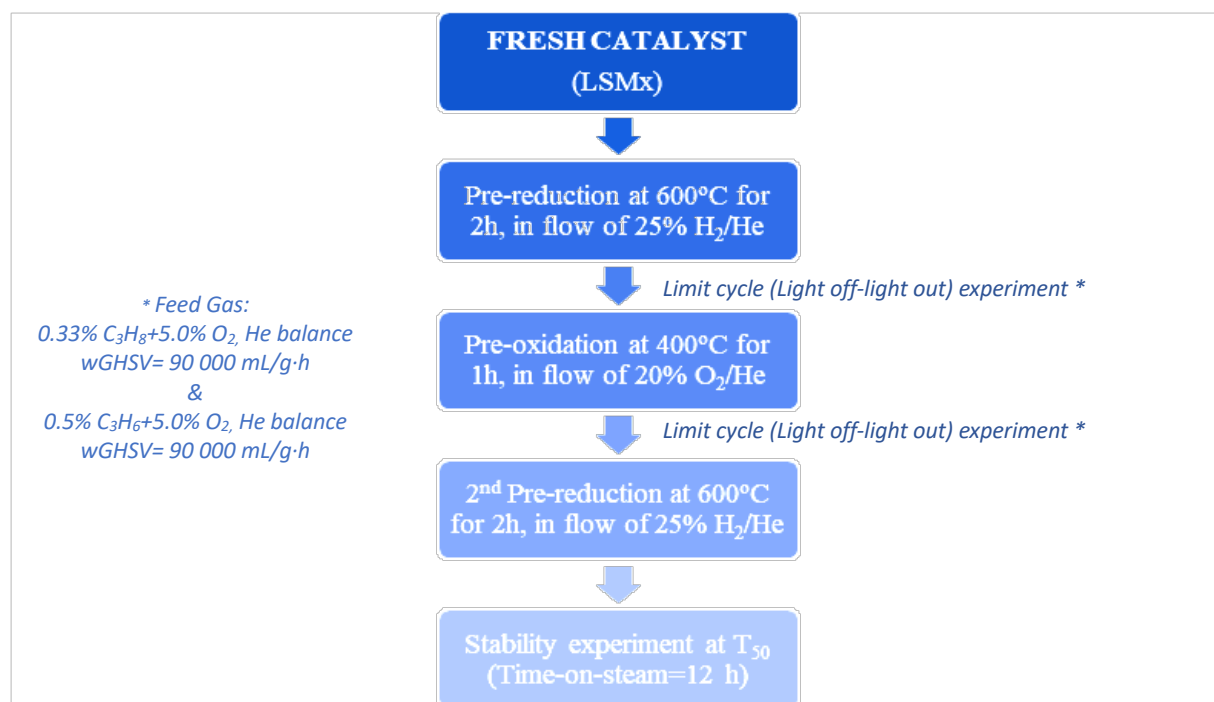 FRESH CATALYST
(LSMx)
Pre-reduction at 600ºC for
2h, in flow of 25% H₂/He
Limit cycle (Light off-light out) experiment *
* Feed Gas:
0.33% C₃H₈+5.0% O₂, He balance
wGHSV= 90 000 mL/g·h
&
0.5% C₃H₆+5.0% O₂, He balance
wGHSV= 90 000 mL/g·h
Pre-oxidation at 400ºC for
1h, in flow of 20% O₂/He
Limit cycle (Light off-light out) experiment *
2ⁿᵈ Pre-reduction at 600ºC
for 2h, in flow of 25% H₂/He
Stability experiment at T₅₀
(Time-on-steam=12 h)